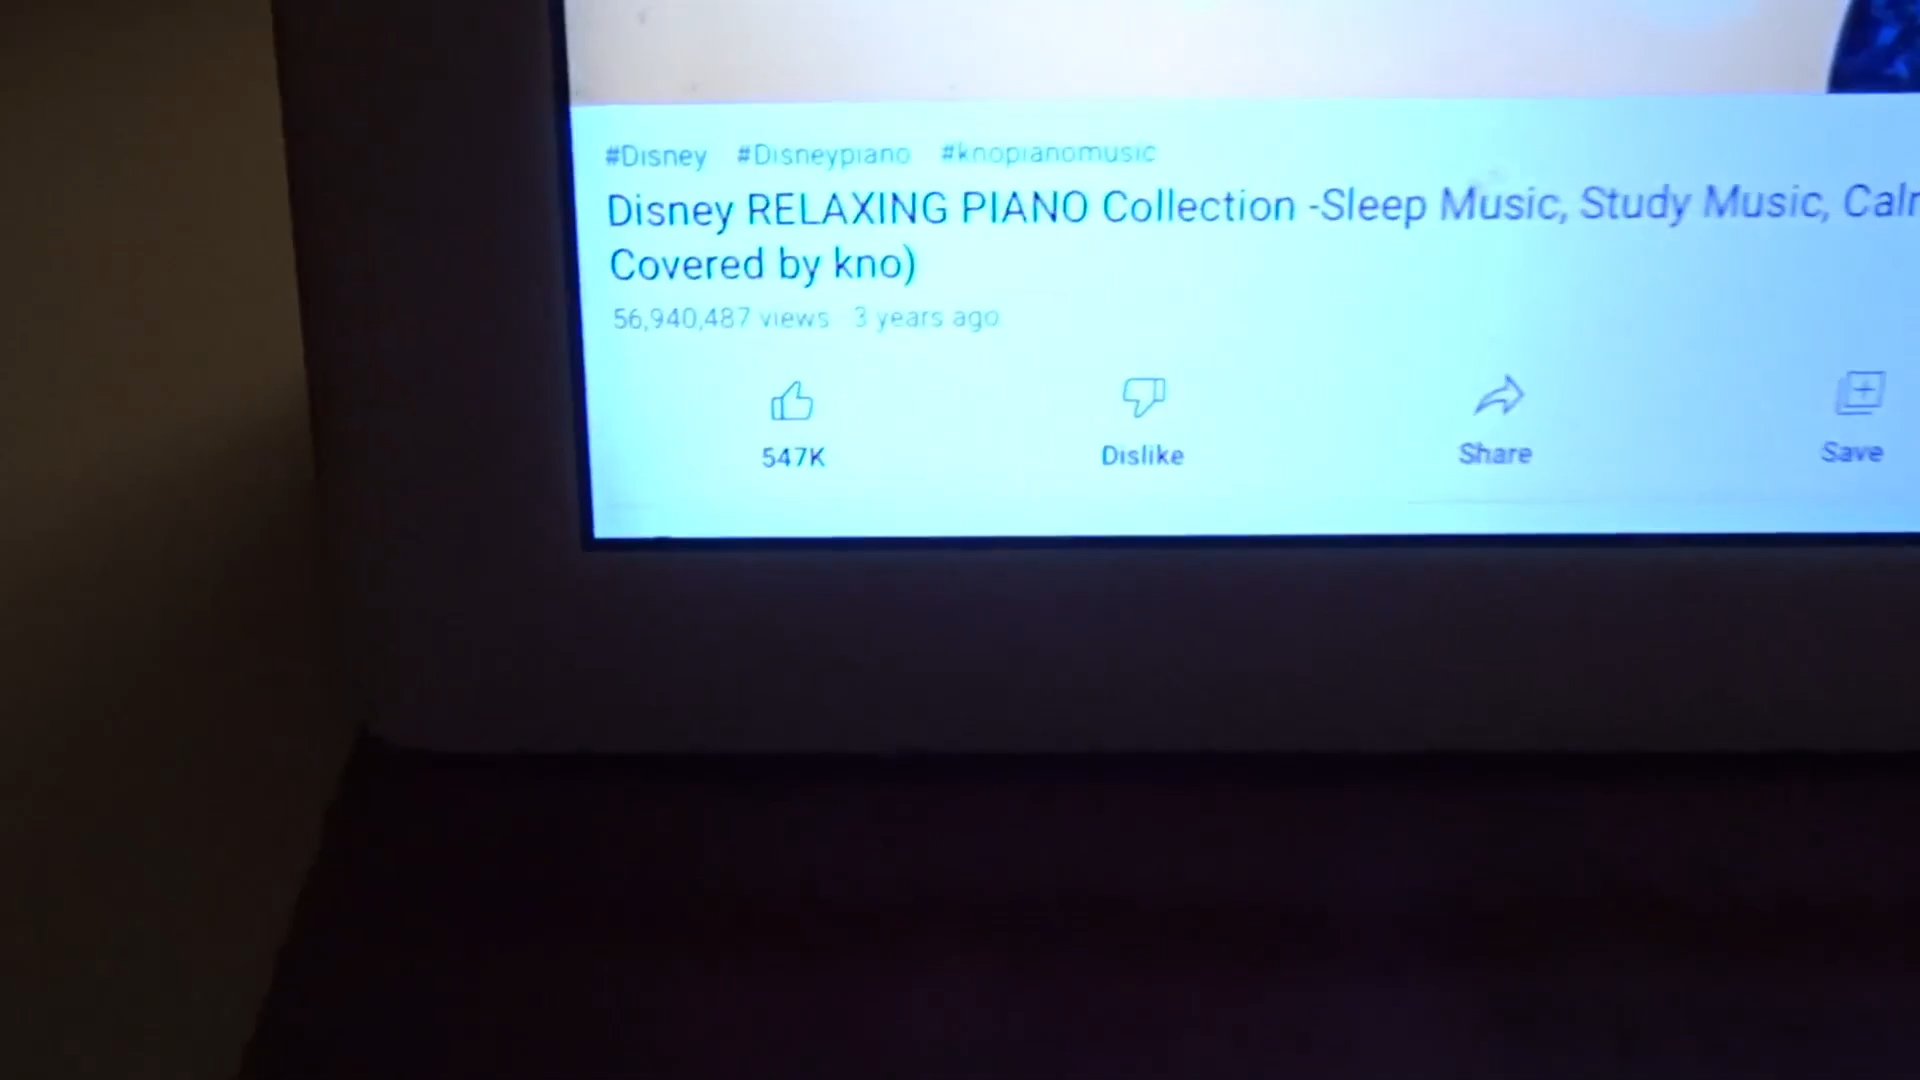 #Disney #Disneypiano #knopianomusic
Disney RELAXING PIANO Collection -Sleep Music, Study Music,
Covered by kno)
56,940,487 views 3 years ago
547K Dislike Share Save